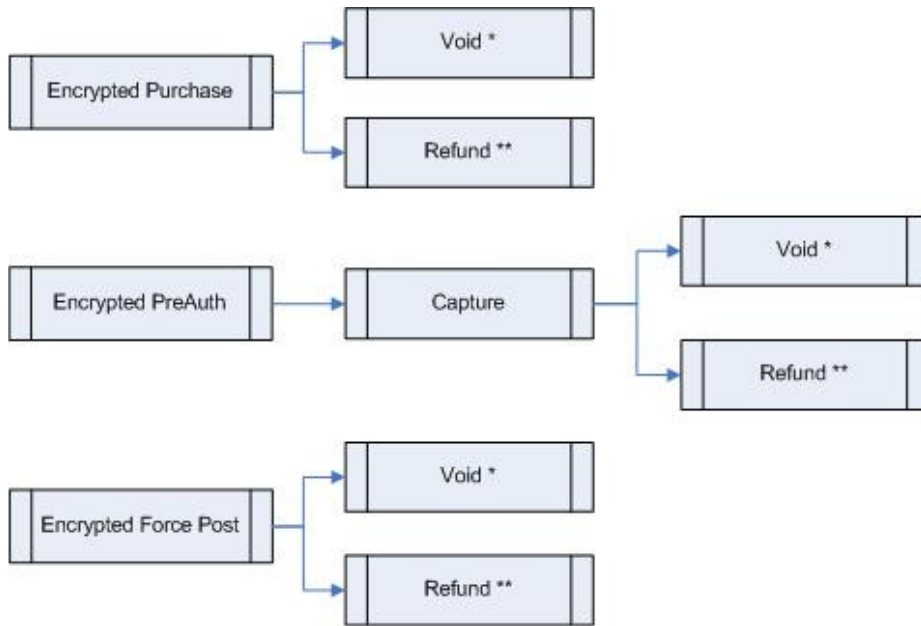 Void *
Encrypted Purchase
Refund **
Void *
Encrypted PreAuth
Capture
Refund **
Void *
Encrypted Force Post
Refund **